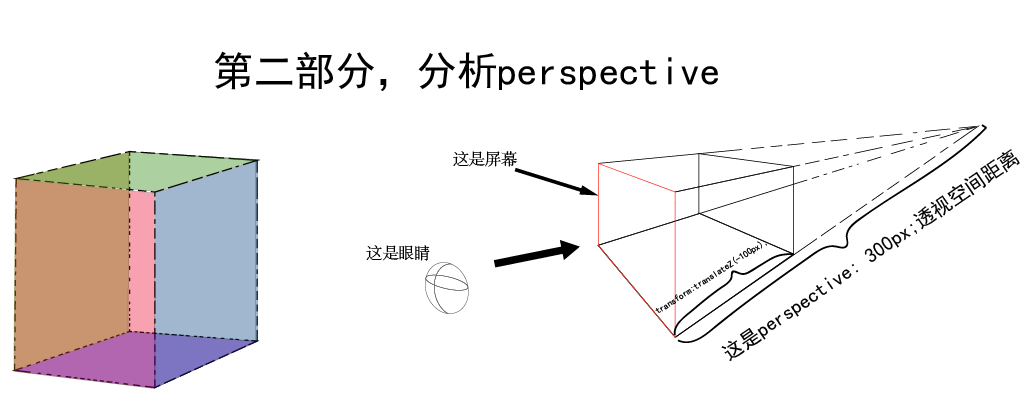 第二部分，分析perspective
这是屏幕
这是眼睛
transform:translateZ(-100px);
这是perspective: 300px;透视空间距离